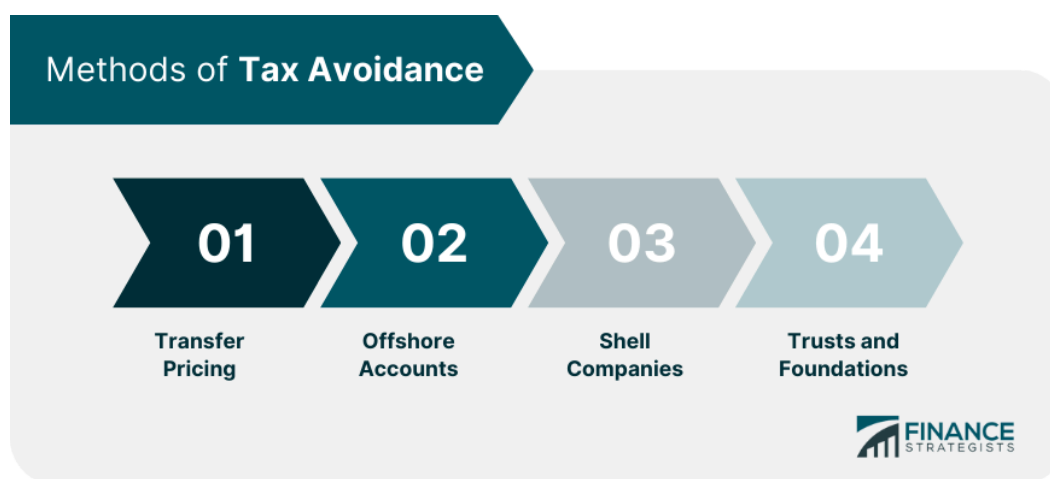 Methods of Tax Avoidance
01
02
03
04
Transfer
Pricing
Offshore
Accounts
Shell
Companies
Trusts and
Foundations
FINANCE
STRATEGISTS